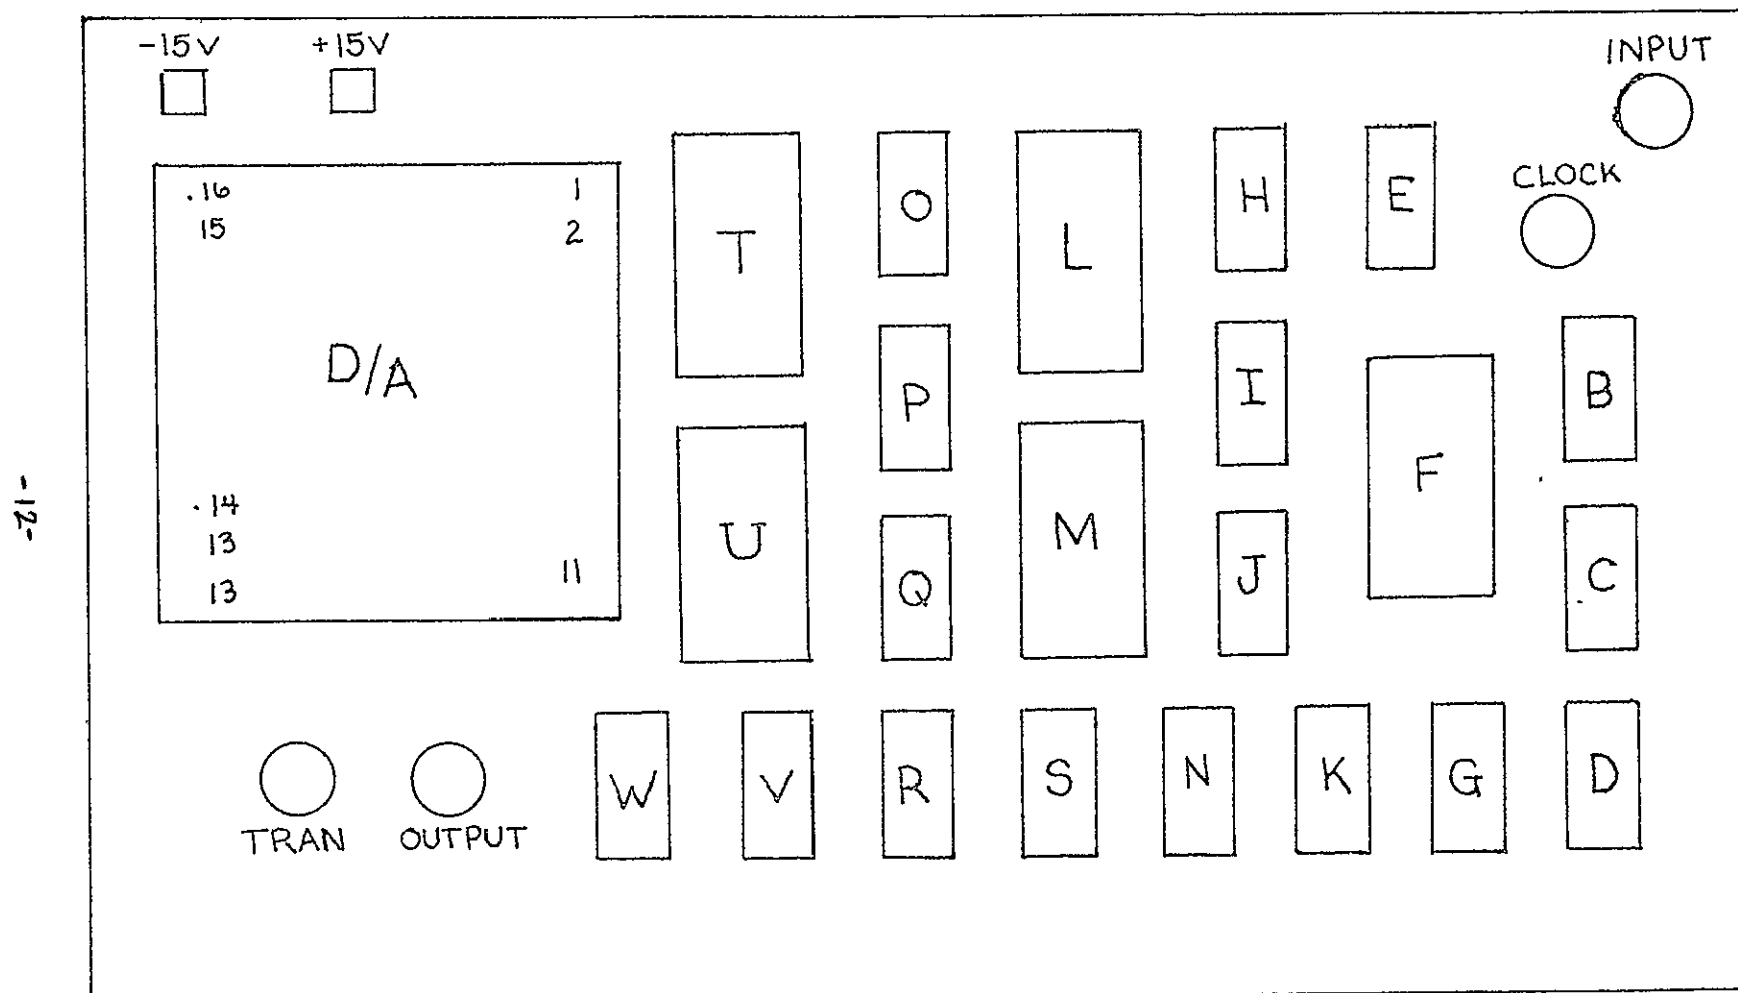 -15V +15V INPUT
.16 1
15 2
CLOCK
T O L H E
D/A
P I B
F
.14
13
13 11
U Q M J C
W V R S N K G D
TRAN OUTPUT
-12-